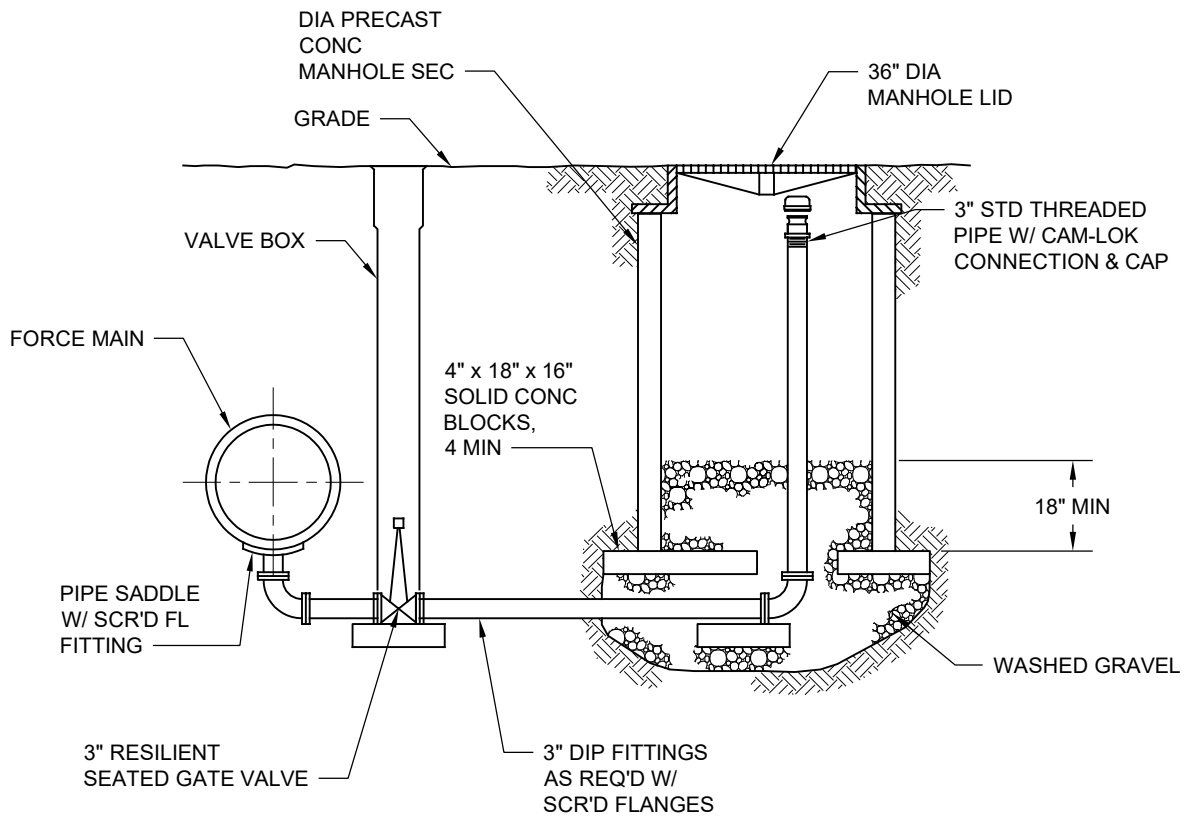 DIA PRECAST
CONC
MANHOLE SEC
36" DIA
MANHOLE LID
GRADE
3" STD THREADED
PIPE W/ CAM-LOK
CONNECTION & CAP
VALVE BOX
FORCE MAIN
4" x 18" x 16"
SOLID CONC
BLOCKS,
4 MIN
18" MIN
PIPE SADDLE
W/ SCR'D FL
FITTING
WASHED GRAVEL
3" RESILIENT
SEATED GATE VALVE
3" DIP FITTINGS
AS REQ'D W/
SCR'D FLANGES